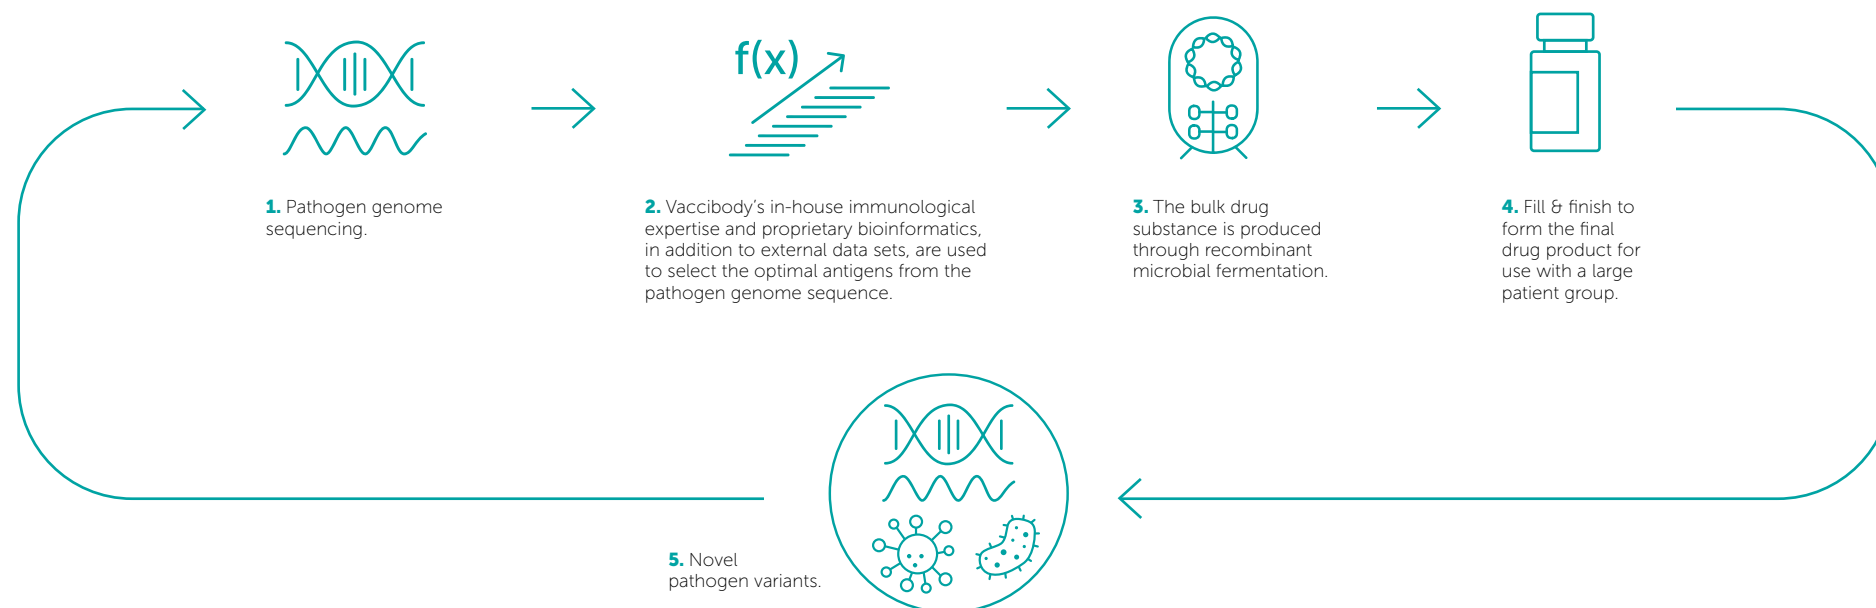 f(x)
1. Pathogen genome
sequencing.
2. Vaccibody’s in-house immunological
expertise and proprietary bioinformatics,
in addition to external data sets, are used
to select the optimal antigens from the
pathogen genome sequence.
3. The bulk drug
substance is produced
through recombinant
microbial fermentation.
4. Fill & finish to
form the final
drug product for
use with a large
patient group.
5. Novel
pathogen variants.